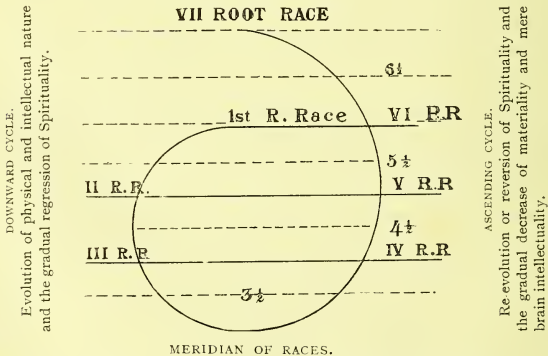 VII ROOT RACE
DOWNWARD CYCLE.
Evolution of physical and intellectual nature
and the gradual regression of Spirituality.
6½
1st R. Race VI R.R
5½
II R.R. V R.R
4½
III R.R IV R.R
3½
ASCENDING CYCLE.
Re-evolution or reversion of Spirituality and
the gradual decrease of materiality and mere
brain intellectuality.
MERIDIAN OF RACES.